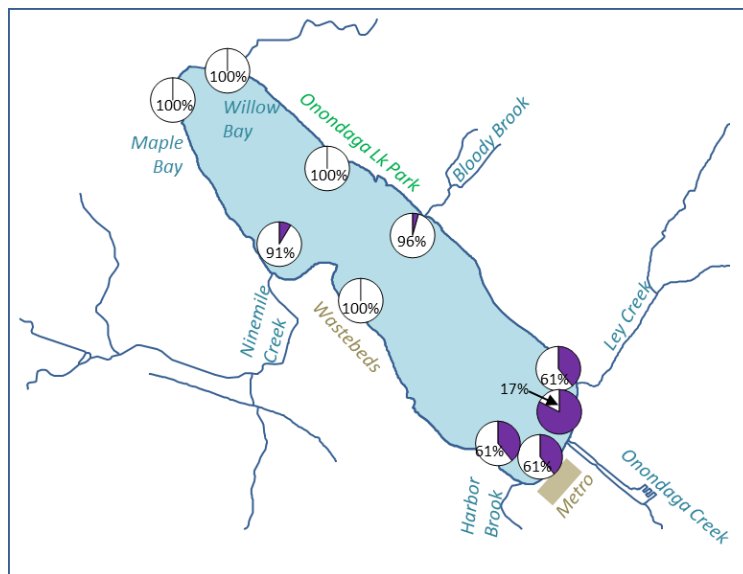 100%
100%
Willow
Bay
Maple
Bay
Onondaga Lk Park
Bloody Brook
100%
96%
91%
100%
Ninemile
Creek
Wastebeds
Ley Creek
61%
17%
61%
61%
Harbor
Brook
Metro
Onondaga Creek